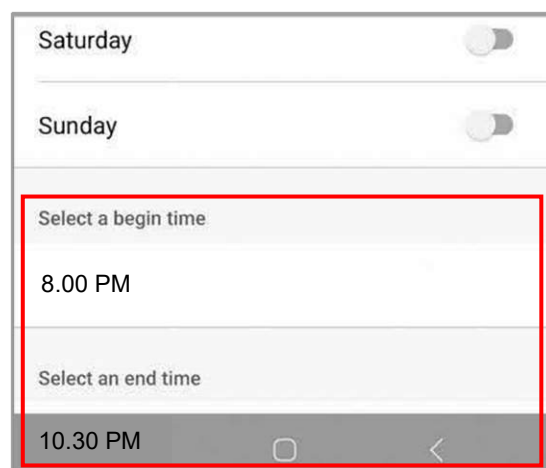 Saturday
Sunday
Select a begin time
8.00 PM
Select an end time
10.30 PM